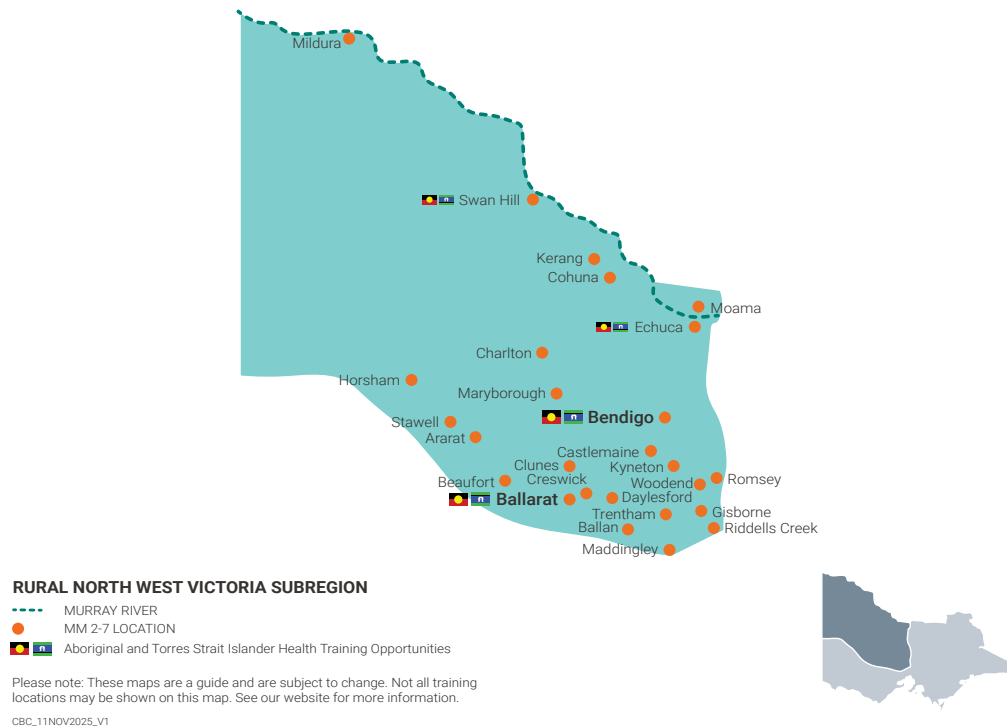 Mildura
Swan Hill
Kerang
Cohuna
Moama
Echuca
Charlton
Horsham
Maryborough
Bendigo
Stawell
Ararat
Castlemaine
Clunes
Kyneton
Creswick
Romsey
Beaufort
Woodend
Ballarat
Daylesford
Trentham
Gisborne
Ballan
Riddells Creek
Maddingley
RURAL NORTH WEST VICTORIA SUBREGION
MURRAY RIVER
MM 2-7 LOCATION
Aboriginal and Torres Strait Islander Health Training Opportunities
Please note: These maps are a guide and are subject to change. Not all training
locations may be shown on this map. See our website for more information.
CBC_11NOV2025_V1